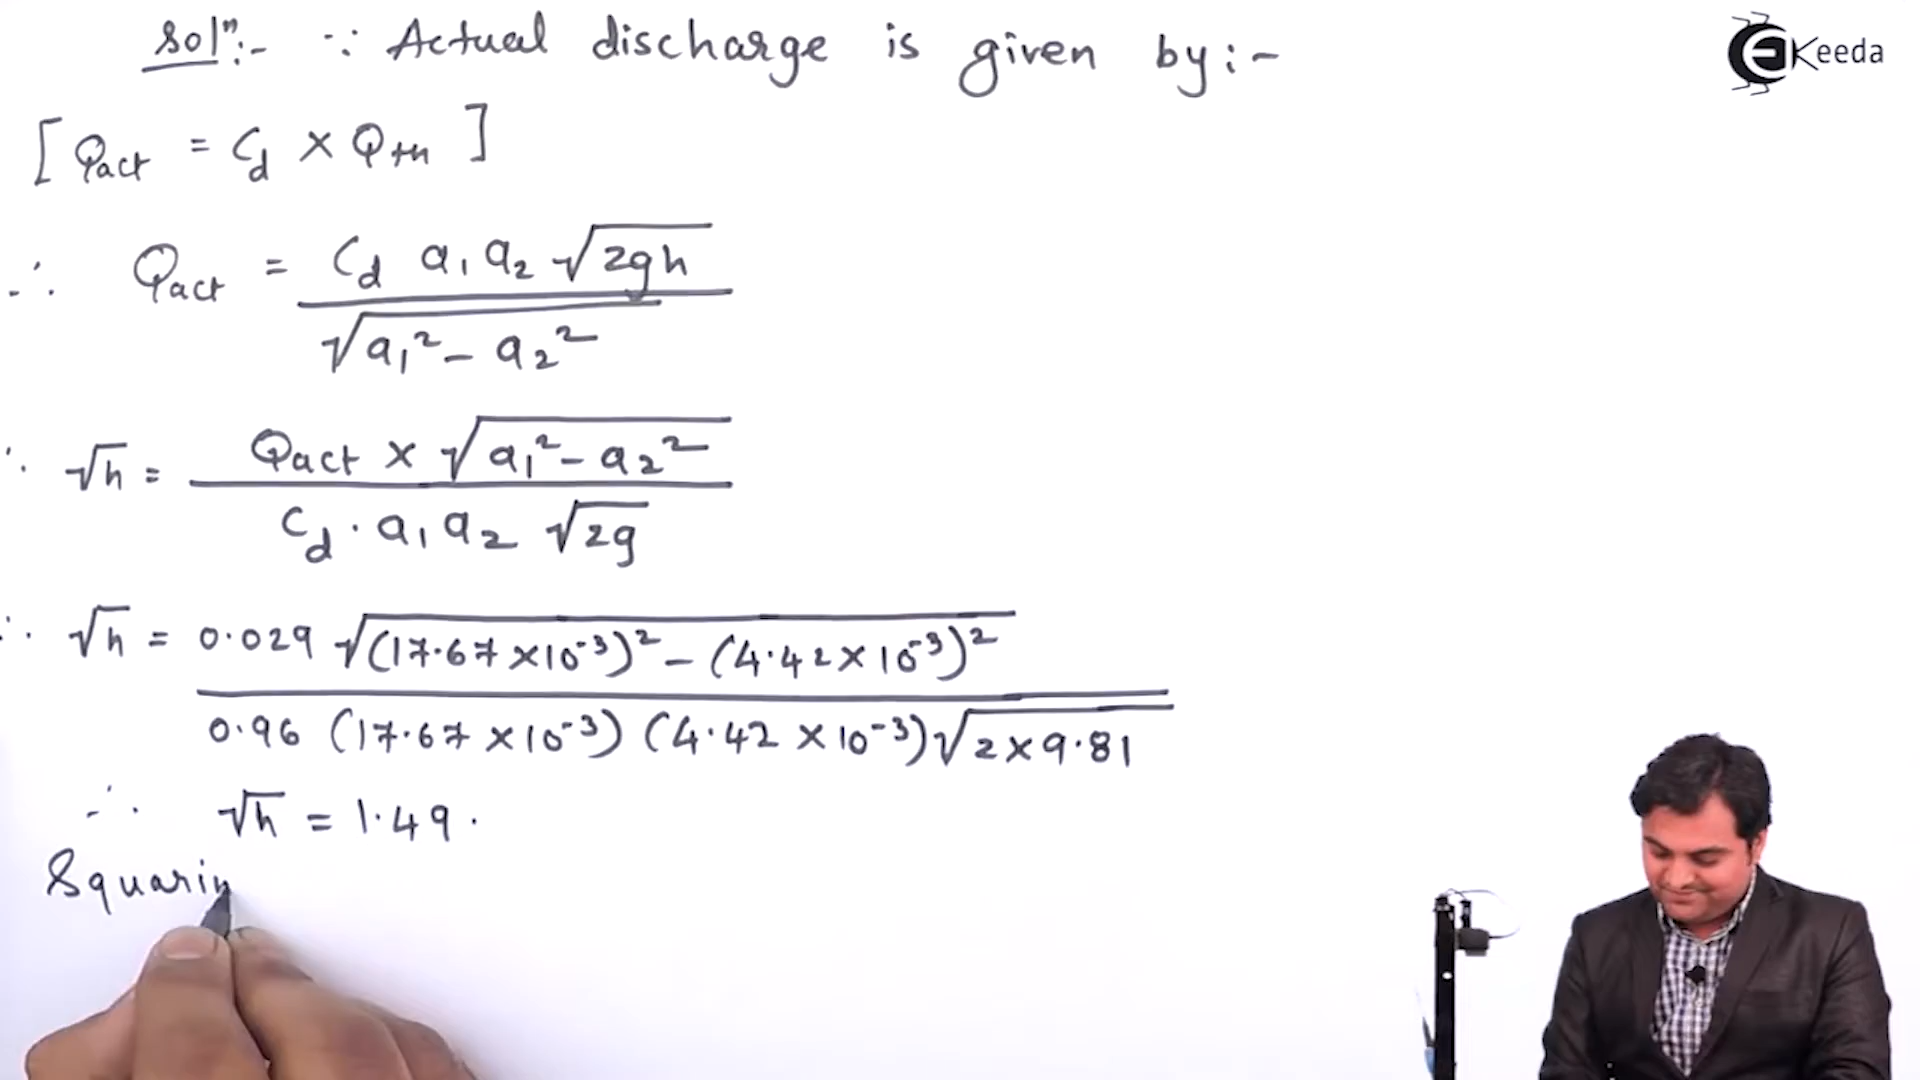 Solⁿ:- ∵ Actual discharge is given by:-
EKeeda
[Qact = Cd × Qth]
∴ Qact = Cd a₁ a₂ √2gh
√a₁² - a₂²
∴ √h = Qact × √a₁² - a₂²
Cd · a₁ a₂ √2g
∴ √h = 0.029 √(17.67 × 10⁻³)² - (4.42 × 10⁻³)²
0.96 (17.67 × 10⁻³) (4.42 × 10⁻³) √2 × 9.81
∴ √h = 1.49.
Squarin